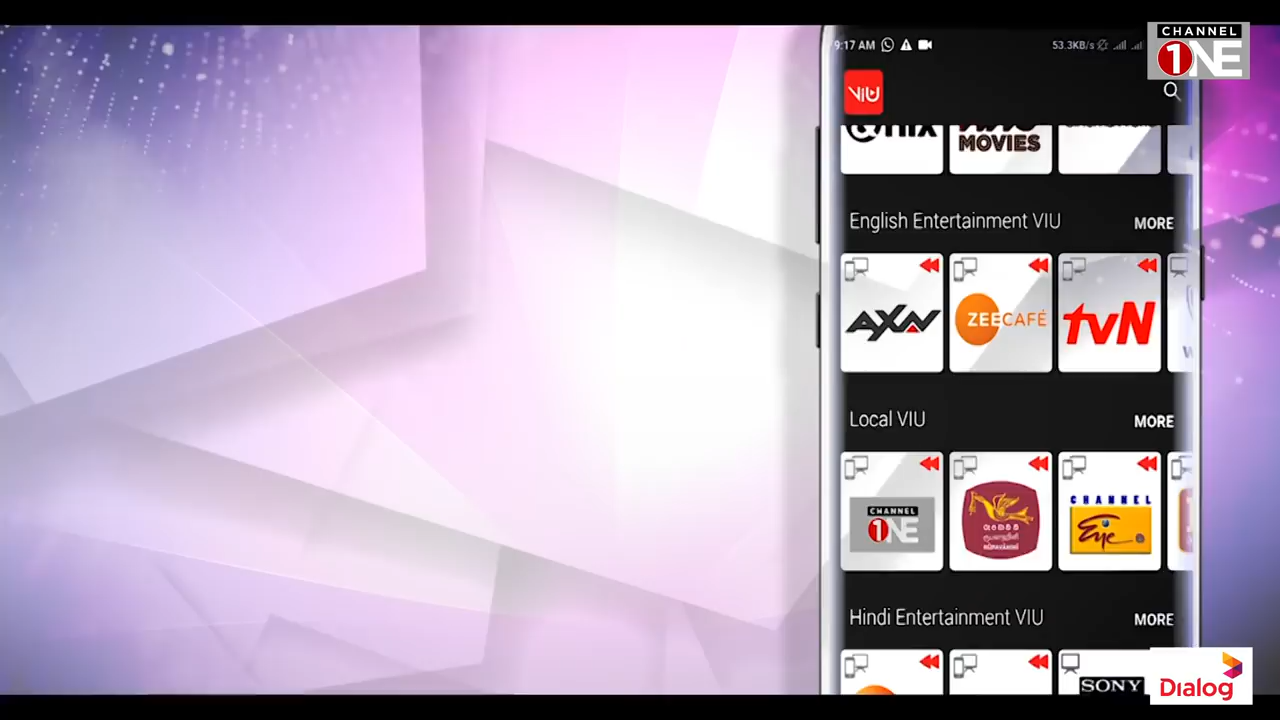 CHANNEL
1NE
9:17 AM
53.3KB/s
VIU
MOVIES
English Entertainment VIU
MORE
AXN
ZEECAFÉ
tvN
Local VIU
MORE
CHANNEL
1NE
CHANNEL
Eye
Hindi Entertainment VIU
MORE
SONY
Dialog